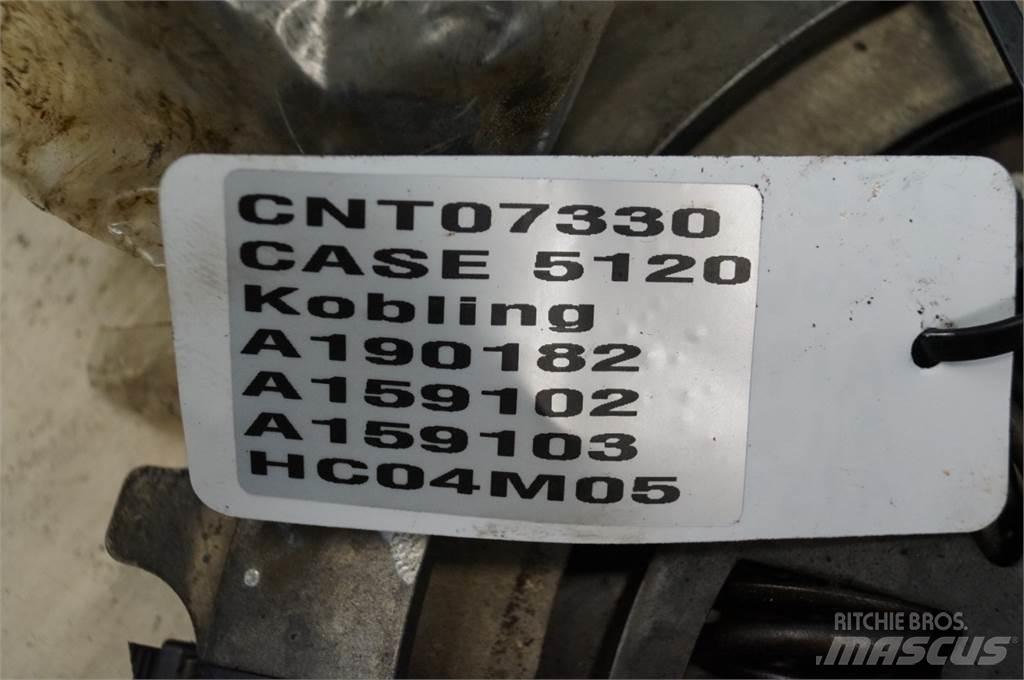 CNT07330
CASE 5120
Kobling
A190182
A159102
A159103
HC04M05
RITCHIE BROS.
MASCUS